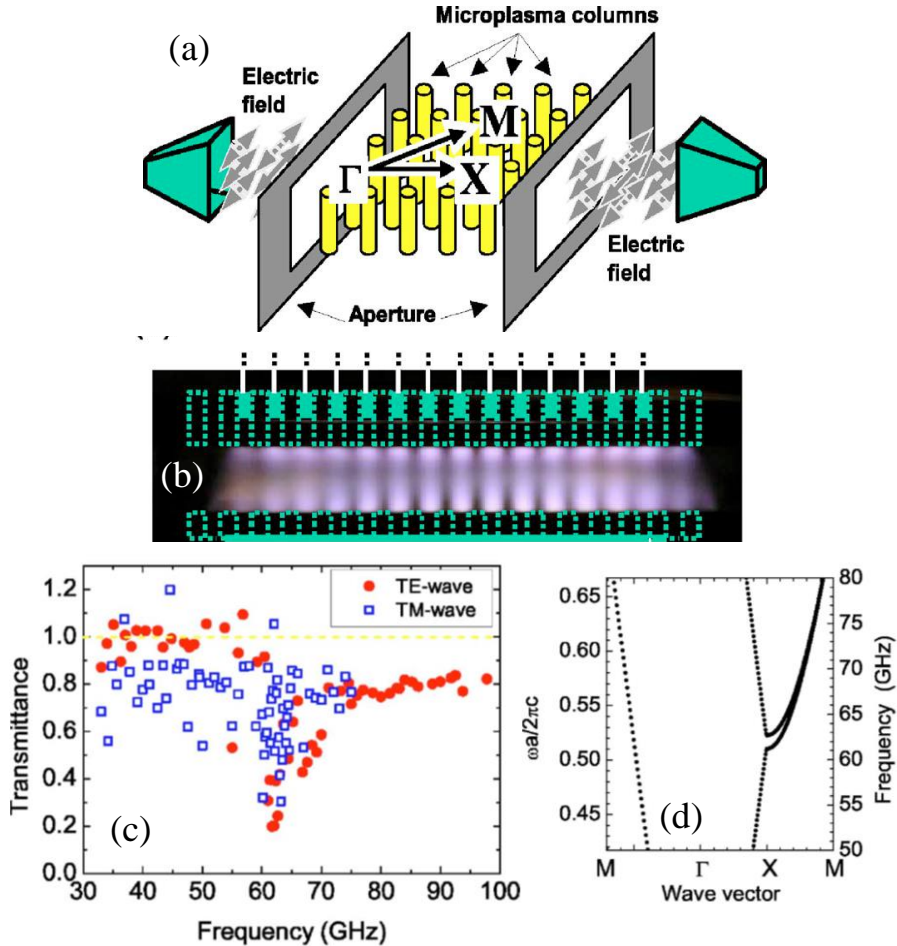 (a)
Microplasma columns
Electric
field
M
Γ
X
Electric
field
Aperture
(b)
1.2
1.0
0.8
0.6
0.4
0.2
0.0
Transmittance
TE-wave
TM-wave
(c)
30 40 50 60 70 80 90 100
Frequency (GHz)
0.65
0.60
0.55
0.50
0.45
ωa/2πc
80
75
70
65
60
55
50
Frequency (GHz)
(d)
M Γ X M
Wave vector